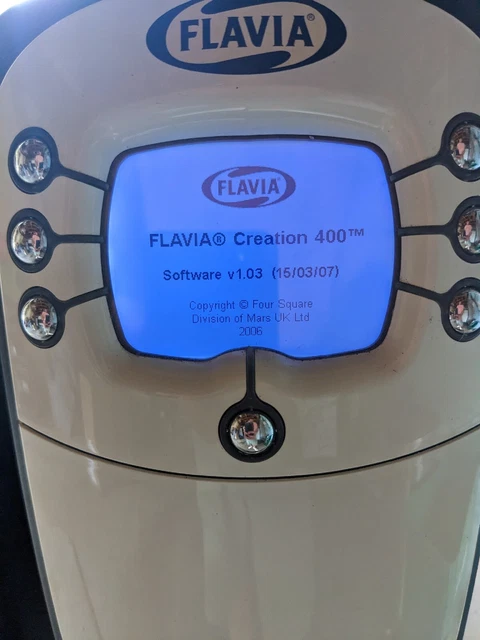 FLAVIA®
FLAVIA®
FLAVIA® Creation 400™
Software v1.03 (15/03/07)
Copyright © Four Square
Division of Mars UK Ltd
2006